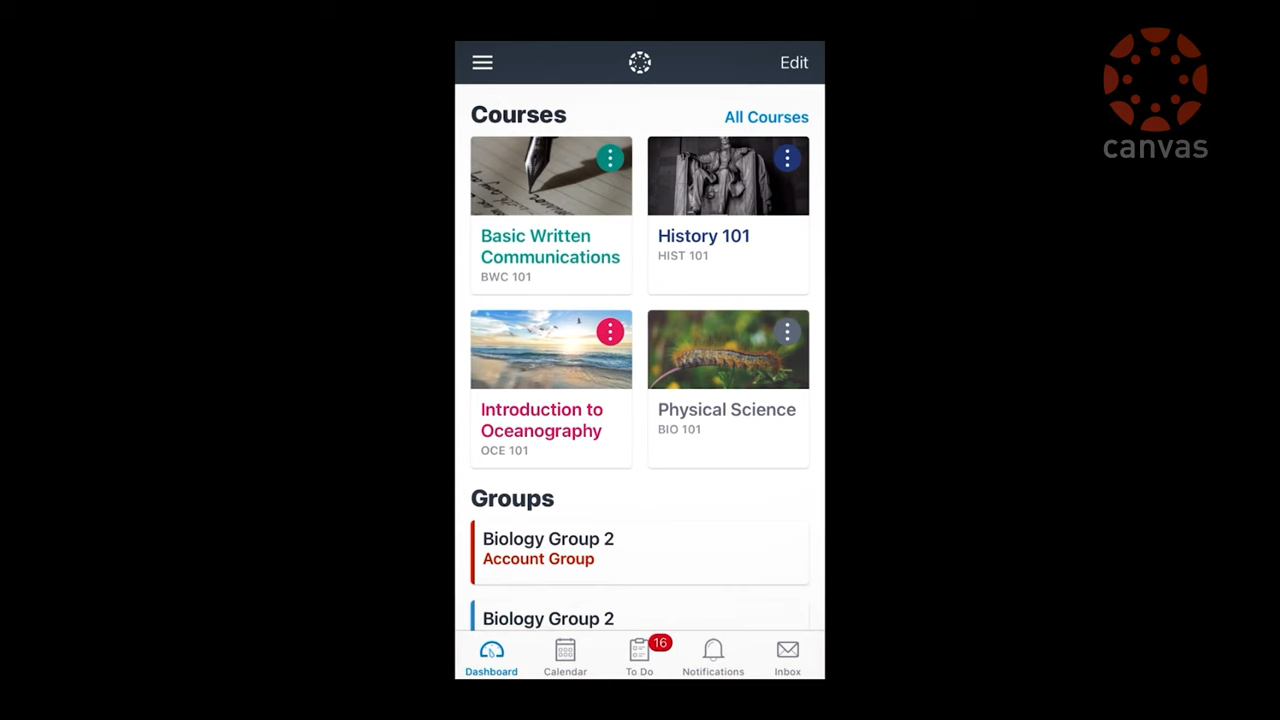 Edit
canvas
Courses
All Courses
Basic Written
Communications
BWC 101
History 101
HIST 101
Introduction to
Oceanography
OCE 101
Physical Science
BIO 101
Groups
Biology Group 2
Account Group
Biology Group 2
16
Dashboard
Calendar
To Do
Notifications
Inbox